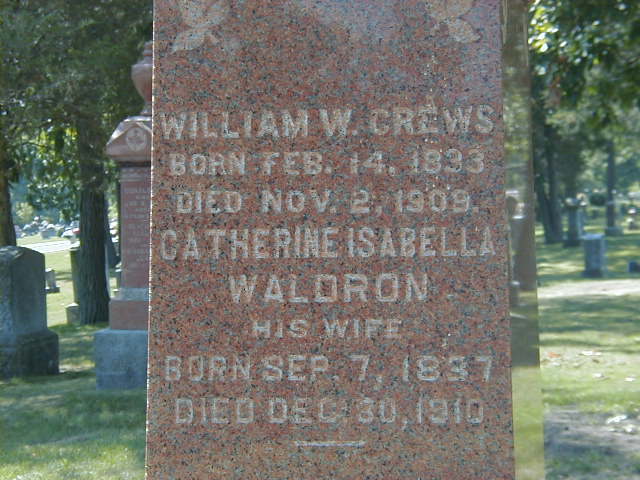 WILLIAM W. CREWS
BORN FEB. 14, 1833
DIED NOV. 2, 1909.
CATHERINE ISABELLA
WALDRON
HIS WIFE
BORN SEP. 7, 1837
DIED DEC. 30, 1910